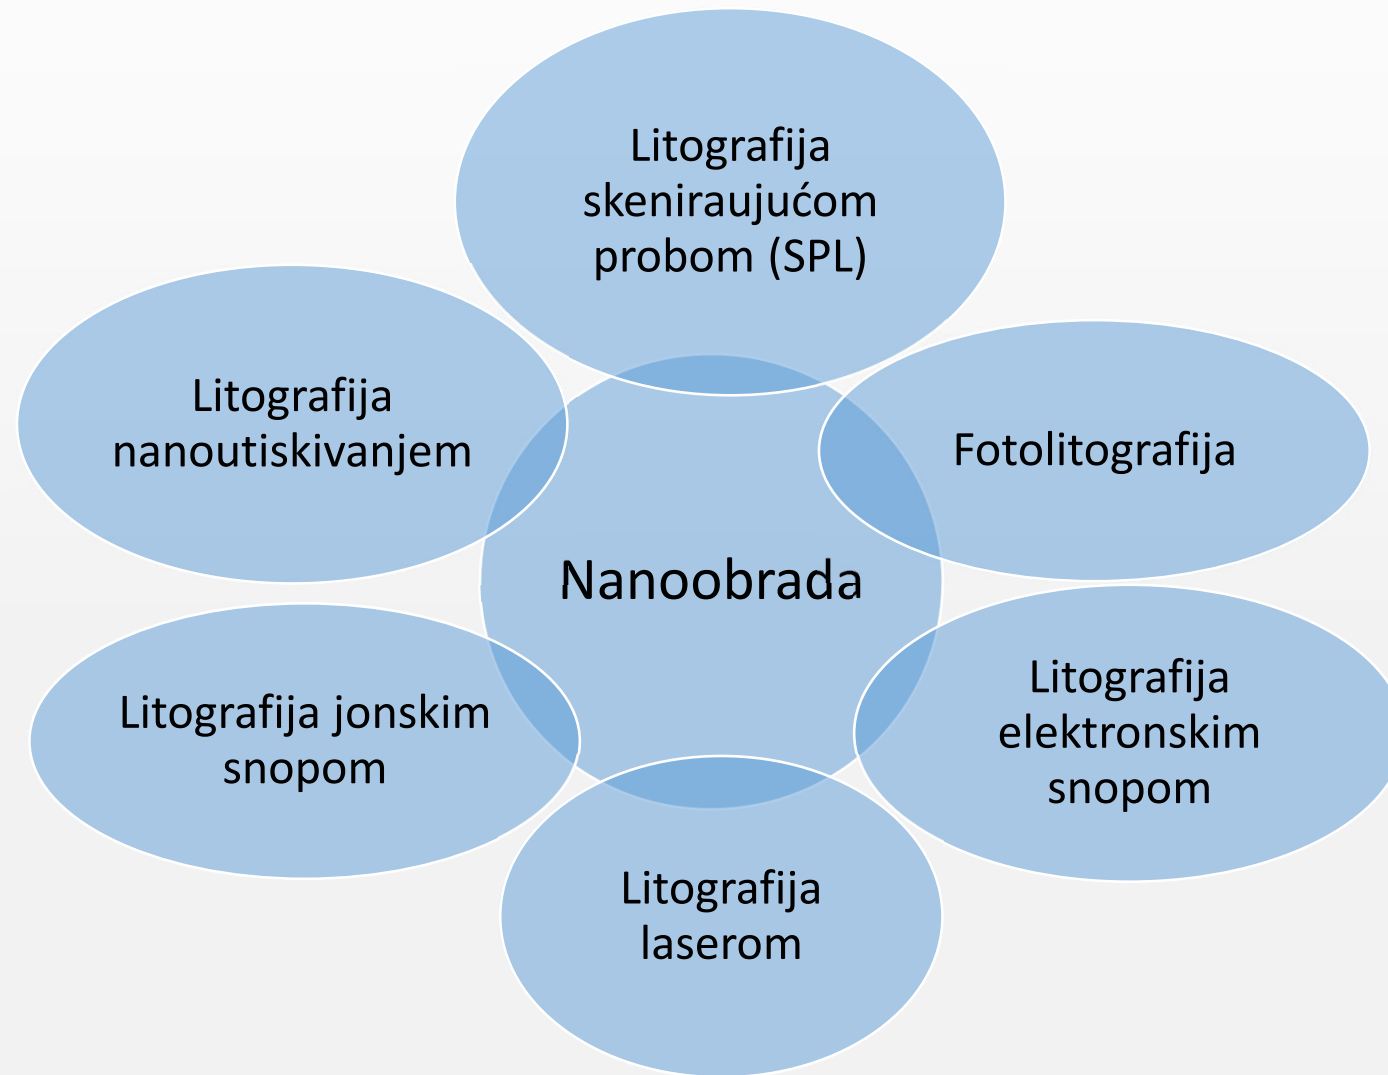 Litografija
skeniraujućom
probom (SPL)
Litografija
nanoutiskivanjem
Fotolitografija
Nanoobrada
Litografija jonskim
snopom
Litografija
elektronskim
snopom
Litografija
laserom